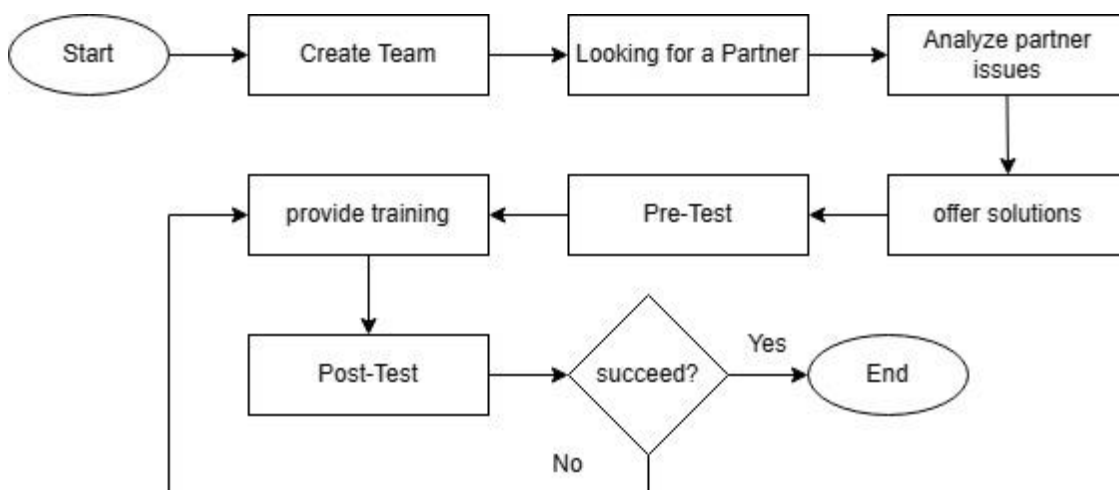 Start
Create Team
Looking for a Partner
Analyze partner
issues
offer solutions
Pre-Test
provide training
Post-Test
succeed?
Yes
End
No